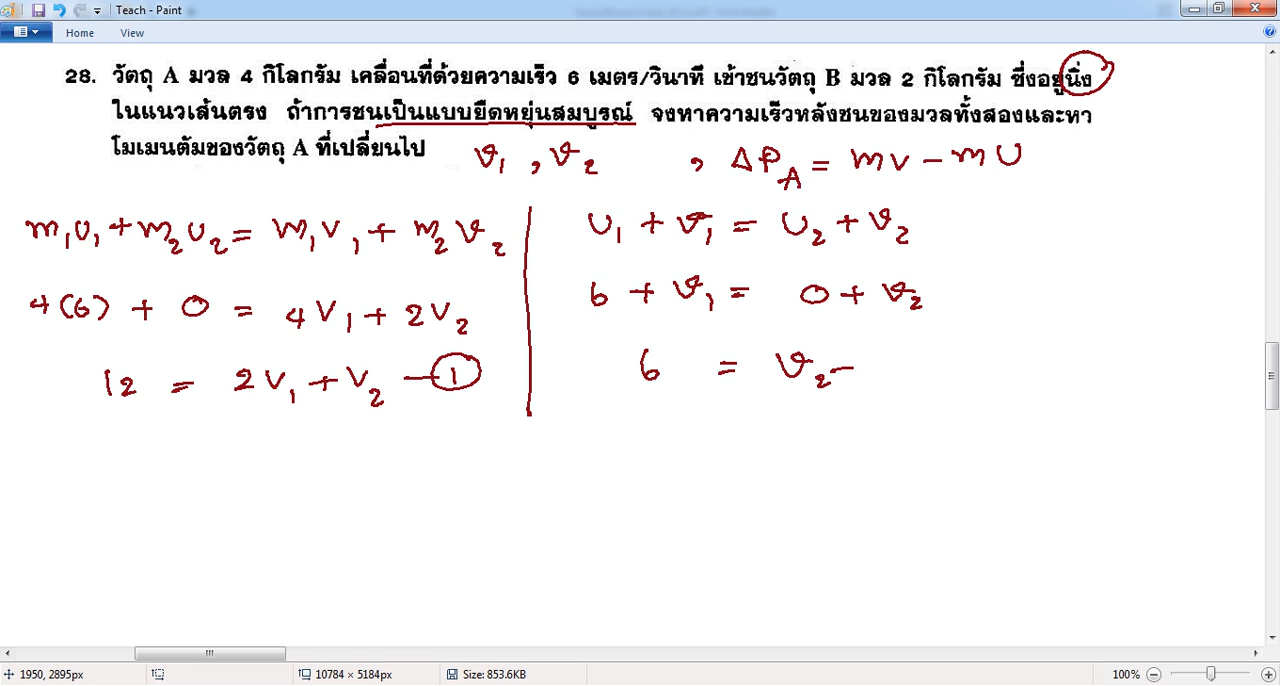 Teach - Paint
Home View
28. วัตถุ A มวล 4 กิโลกรัม เคลื่อนที่ด้วยความเร็ว 6 เมตร/วินาที เข้าชนวัตถุ B มวล 2 กิโลกรัม ซึ่งอยู่นิ่ง
ในแนวเส้นตรง ถ้าการชนเป็นแบบยืดหยุ่นสมบูรณ์ จงหาความเร็วหลังชนของมวลทั้งสองและหา
โมเมนตัมของวัตถุ A ที่เปลี่ยนไป
v₁ , v₂ , ΔP_A = mv - mU
m₁U₁ + m₂U₂ = m₁V₁ + m₂V₂
4(6) + 0 = 4V₁ + 2V₂
12 = 2V₁ + V₂ — ①
U₁ + v₁ = U₂ + v₂
6 + v₁ = 0 + v₂
6 = v₂ -
1950, 2895px 10784 × 5184px Size: 853.6KB 100%